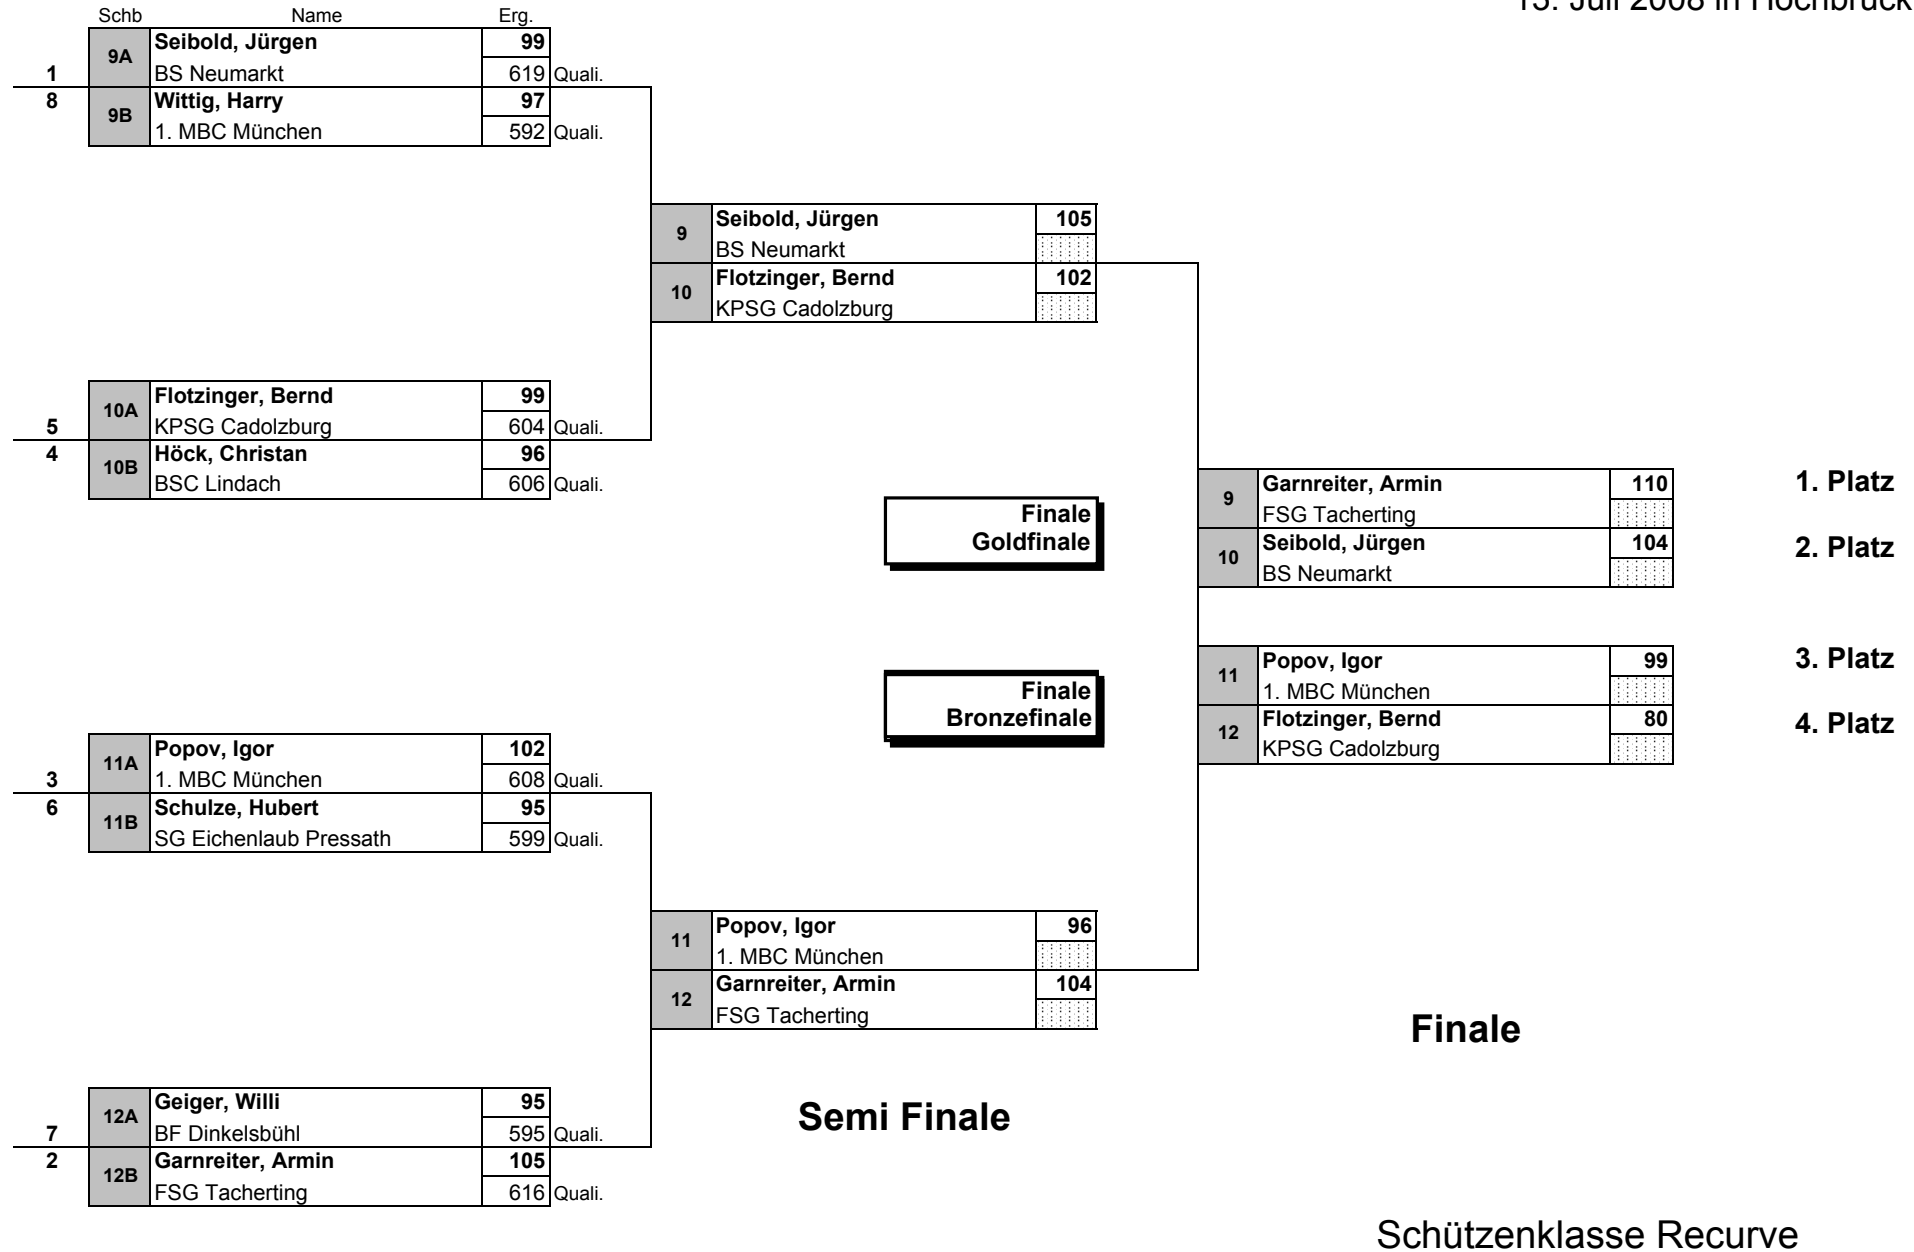 13. Juli 2008 in Hochbrück
Schb Name Erg.
9A Seibold, Jürgen 99
1 BS Neumarkt 619 Quali.
8 9B Wittig, Harry 97
1. MBC München 592 Quali.
9 Seibold, Jürgen 105
BS Neumarkt
10 Flotzinger, Bernd 102
KPSG Cadolzburg
10A Flotzinger, Bernd 99
5 KPSG Cadolzburg 604 Quali.
4 10B Höck, Christan 96
BSC Lindach 606 Quali.
Finale
Goldfinale
9 Garnreiter, Armin 110 1. Platz
FSG Tacherting
10 Seibold, Jürgen 104 2. Platz
BS Neumarkt
Finale
Bronzefinale
11 Popov, Igor 99 3. Platz
1. MBC München
12 Flotzinger, Bernd 80 4. Platz
KPSG Cadolzburg
11A Popov, Igor 102
3 1. MBC München 608 Quali.
6 11B Schulze, Hubert 95
SG Eichenlaub Pressath 599 Quali.
11 Popov, Igor 96
1. MBC München
12 Garnreiter, Armin 104
FSG Tacherting
Finale
Semi Finale
12A Geiger, Willi 95
7 BF Dinkelsbühl 595 Quali.
2 12B Garnreiter, Armin 105
FSG Tacherting 616 Quali.
Schützenklasse Recurve